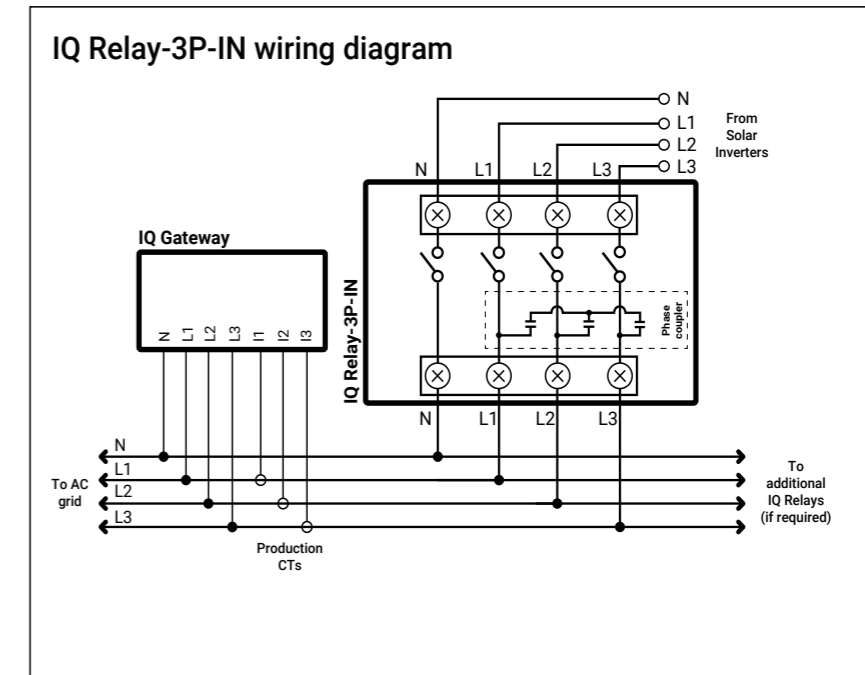 IQ Relay-3P-IN wiring diagram
N
L1
L2
L3
From
Solar
Inverters
N L1 L2 L3
IQ Gateway
N L1 L2 L3 I1 I2 I3
IQ Relay-3P-IN
Phase
coupler
N L1 L2 L3
N
L1
L2
L3
To AC
grid
Production
CTs
To
additional
IQ Relays
(if required)